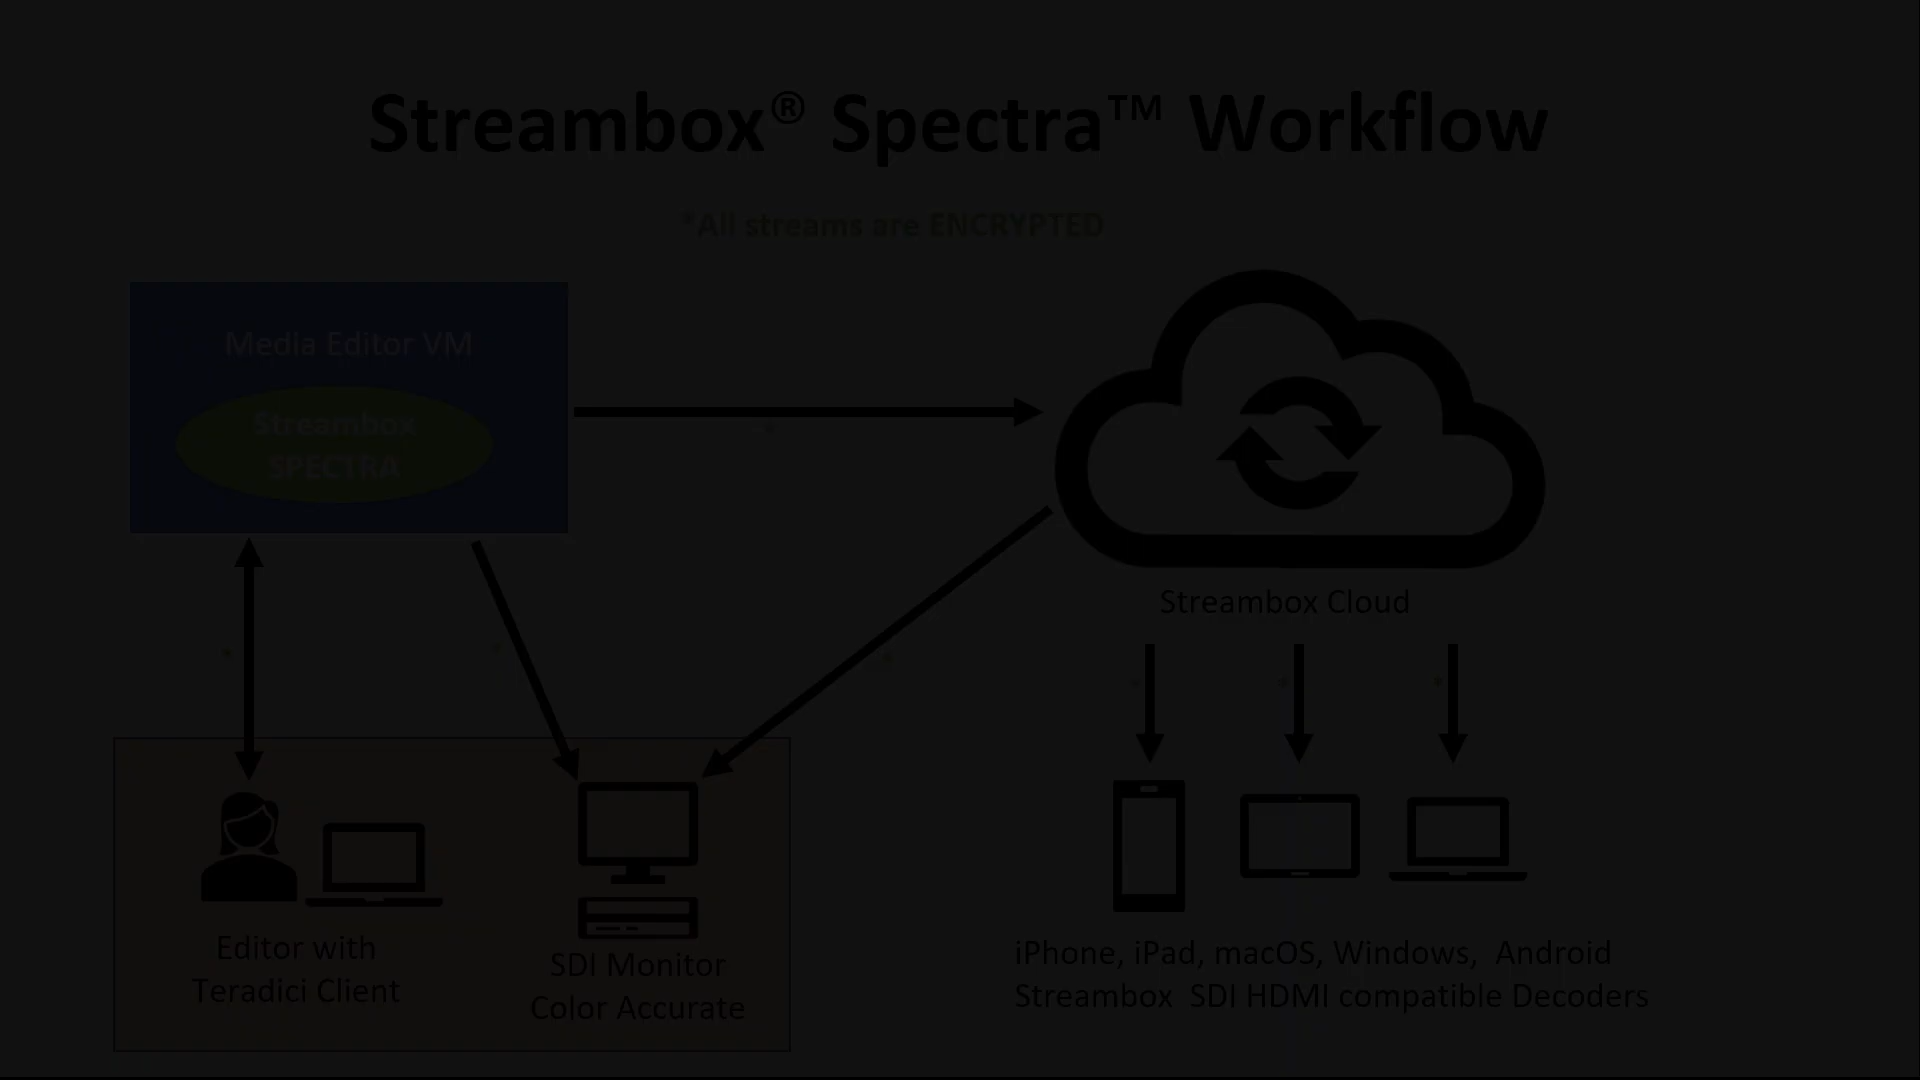 Streambox® Spectra™ Workflow
*All streams are ENCRYPTED
Media Editor VM
Streambox
SPECTRA
*
Streambox Cloud
*
*
*
*
*
*
Editor with
Teradici Client
SDI Monitor
Color Accurate
iPhone, iPad, macOS, Windows,  Android
Streambox  SDI HDMI compatible Decoders